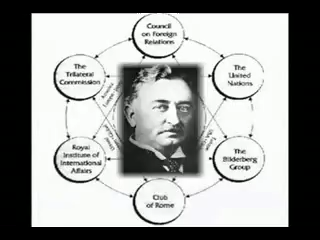 Council
on Foreign
Relations
The
Trilateral
Commission
The
United
Nations
Royal
Institute of
International
Affairs
The
Bilderberg
Group
Club
of Rome